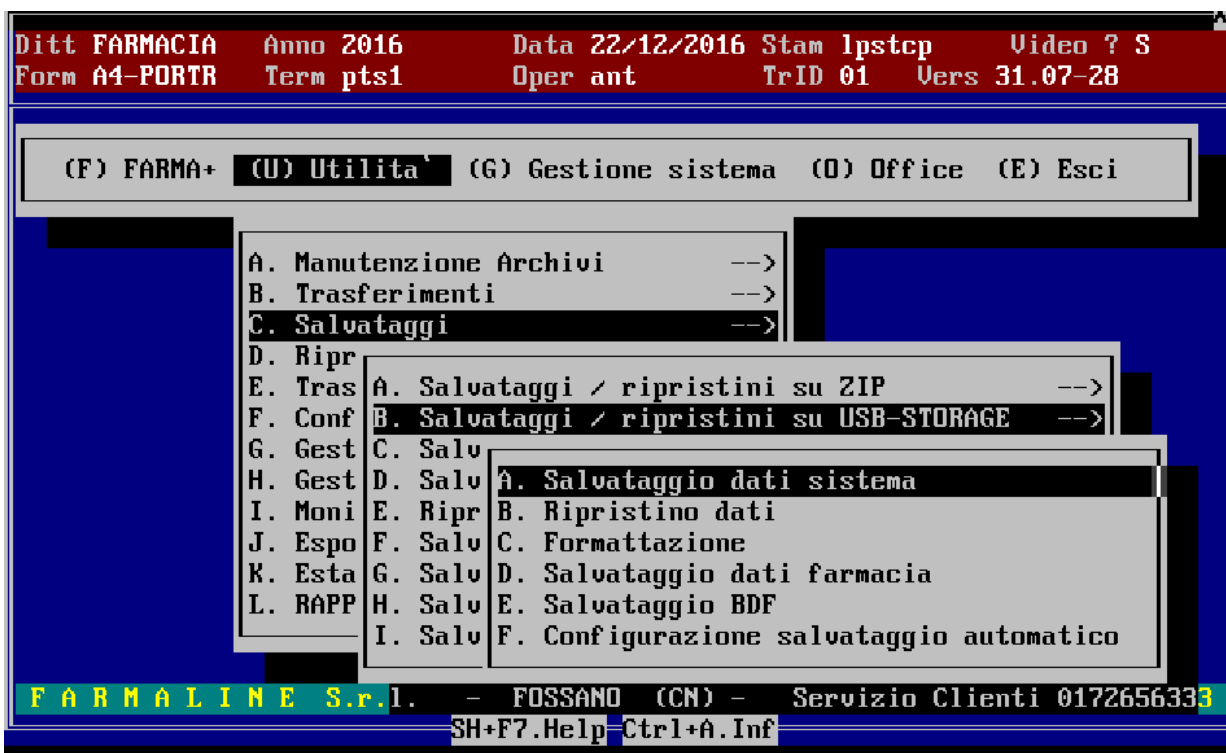 Ditt FARMACIA Anno 2016 Data 22/12/2016 Stam lpstcp Video ? S
Form A4-PORTR Term pts1 Oper ant TrID 01 Vers 31.07-28
(F) FARMA+ (U) Utilita` (G) Gestione sistema (O) Office (E) Esci
A. Manutenzione Archivi -->
B. Trasferimenti -->
C. Salvataggi -->
D. Ripr
E. Tras A. Salvataggi / ripristini su ZIP -->
F. Conf B. Salvataggi / ripristini su USB-STORAGE -->
G. Gest C. Salv
H. Gest D. Salv A. Salvataggio dati sistema
I. Moni E. Ripr B. Ripristino dati
J. Espo F. Salv C. Formattazione
K. Esta G. Salv D. Salvataggio dati farmacia
L. RAPP H. Salv E. Salvataggio BDF
I. Salv F. Configurazione salvataggio automatico
F A R M A L I N E S.r.l. - FOSSANO (CN) - Servizio Clienti 0172656333
SH+F7.Help Ctrl+A.Inf